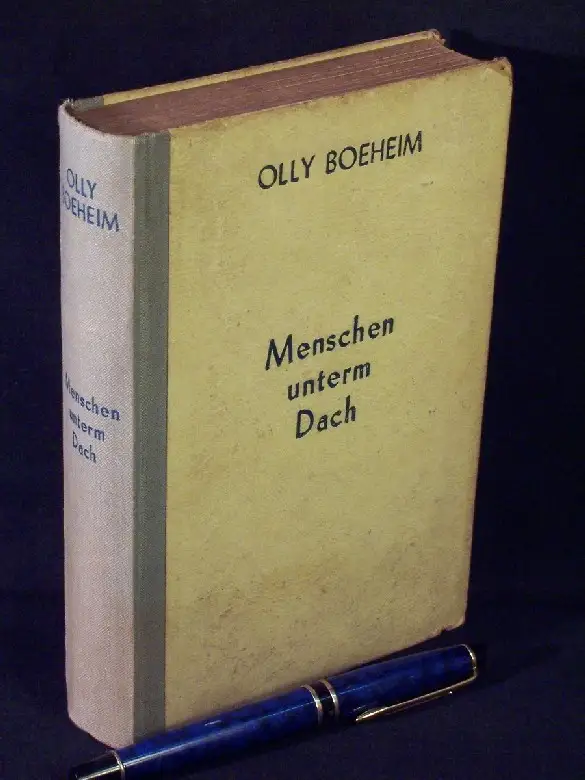 OLLY
BOEHEIM
Menschen
unterm
Dach
OLLY BOEHEIM
Menschen
unterm
Dach